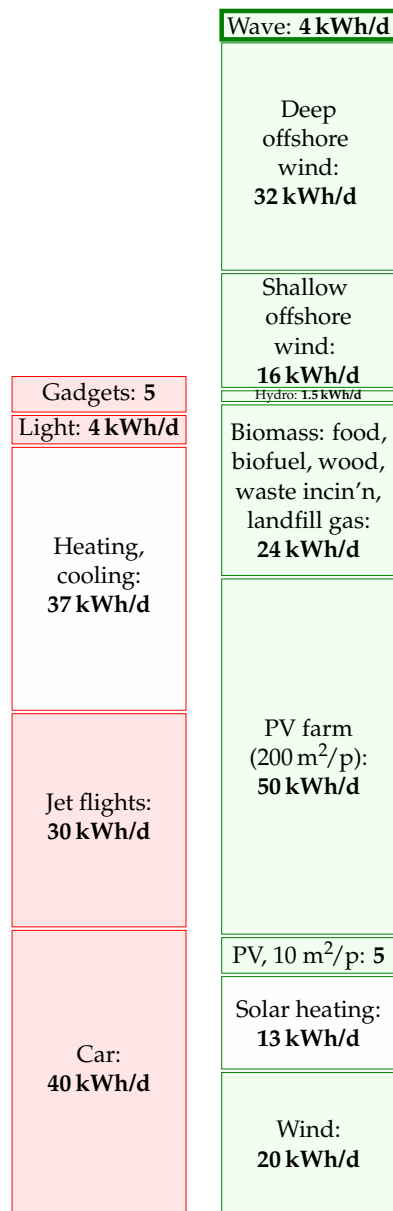 Gadgets: 5
Light: 4 kWh/d
Heating,
cooling:
37 kWh/d
Jet flights:
30 kWh/d
Car:
40 kWh/d
Wave: 4 kWh/d
Deep
offshore
wind:
32 kWh/d
Shallow
offshore
wind:
16 kWh/d
Hydro: 1.5 kWh/d
Biomass: food,
biofuel, wood,
waste incin'n,
landfill gas:
24 kWh/d
PV farm
(200 m²/p):
50 kWh/d
PV, 10 m²/p: 5
Solar heating:
13 kWh/d
Wind:
20 kWh/d